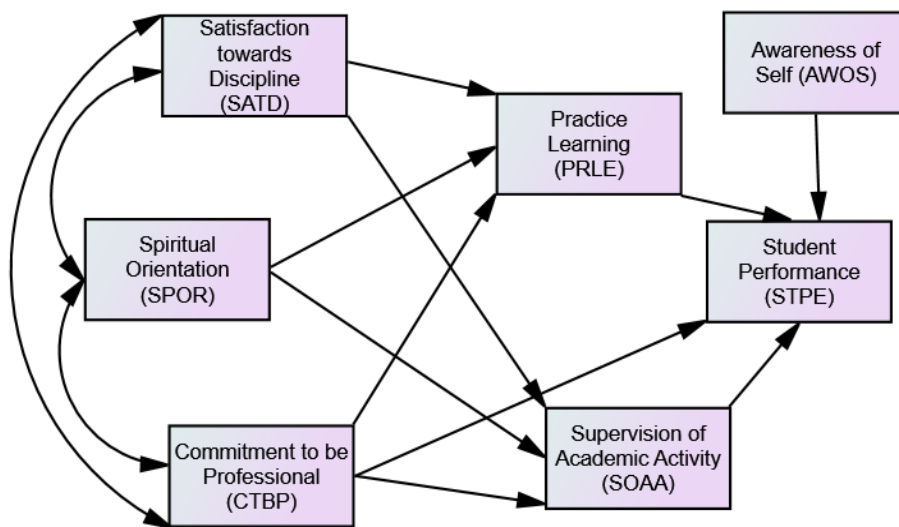 Satisfaction
towards
Discipline
(SATD)
Awareness of
Self (AWOS)
Practice
Learning
(PRLE)
Spiritual
Orientation
(SPOR)
Student
Performance
(STPE)
Commitment to be
Professional
(CTBP)
Supervision of
Academic Activity
(SOAA)